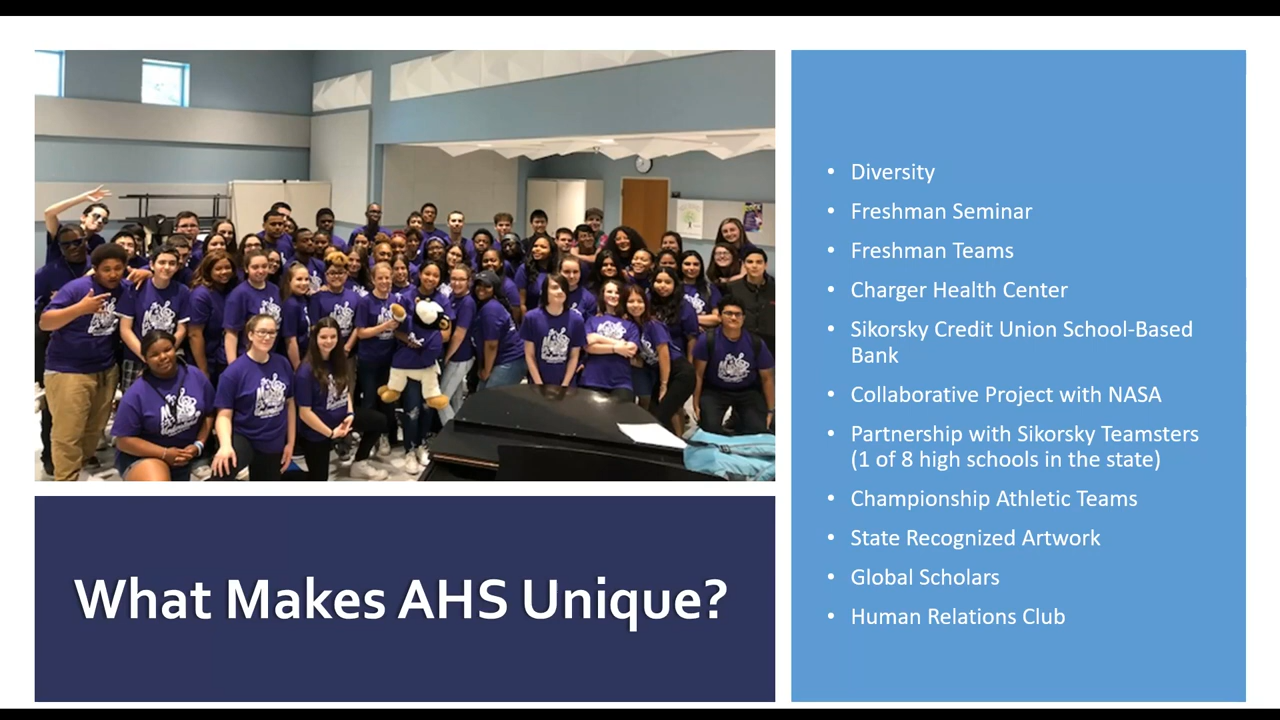 What Makes AHS Unique?
• Diversity
• Freshman Seminar
• Freshman Teams
• Charger Health Center
• Sikorsky Credit Union School-Based
Bank
• Collaborative Project with NASA
• Partnership with Sikorsky Teamsters
(1 of 8 high schools in the state)
• Championship Athletic Teams
• State Recognized Artwork
• Global Scholars
• Human Relations Club